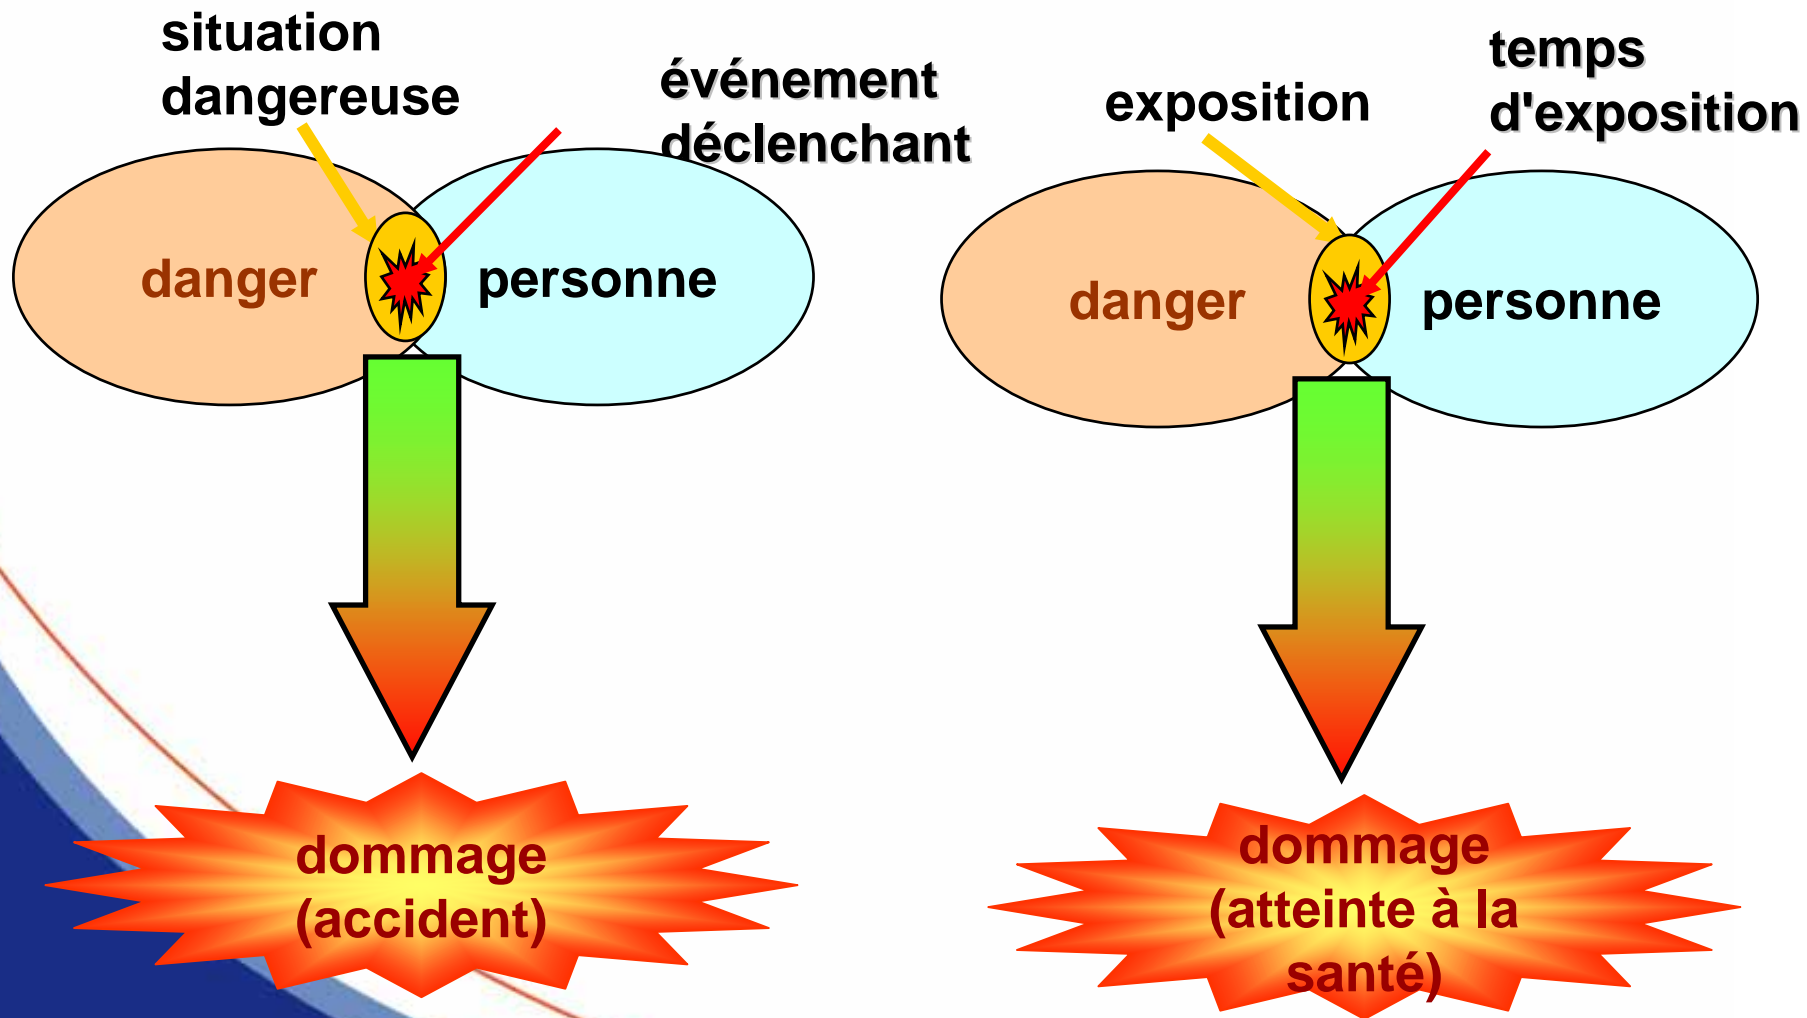 situation
dangereuse
événement
déclenchant
danger
personne
dommage
(accident)
exposition
temps
d'exposition
danger
personne
dommage
(atteinte à la
santé)